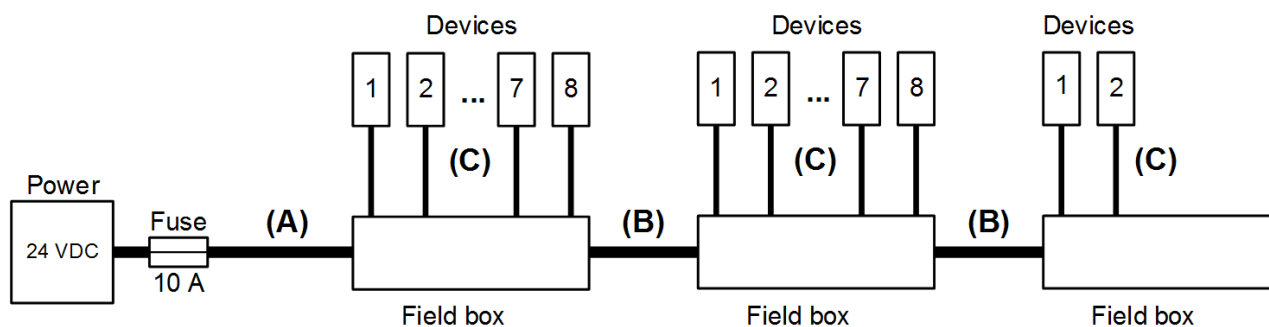 Devices
Devices
Devices
1 2 ... 7 8
1 2 ... 7 8
1 2
(C)
(C)
(C)
Power
24 VDC
Fuse
10 A
(A)
(B)
(B)
Field box
Field box
Field box